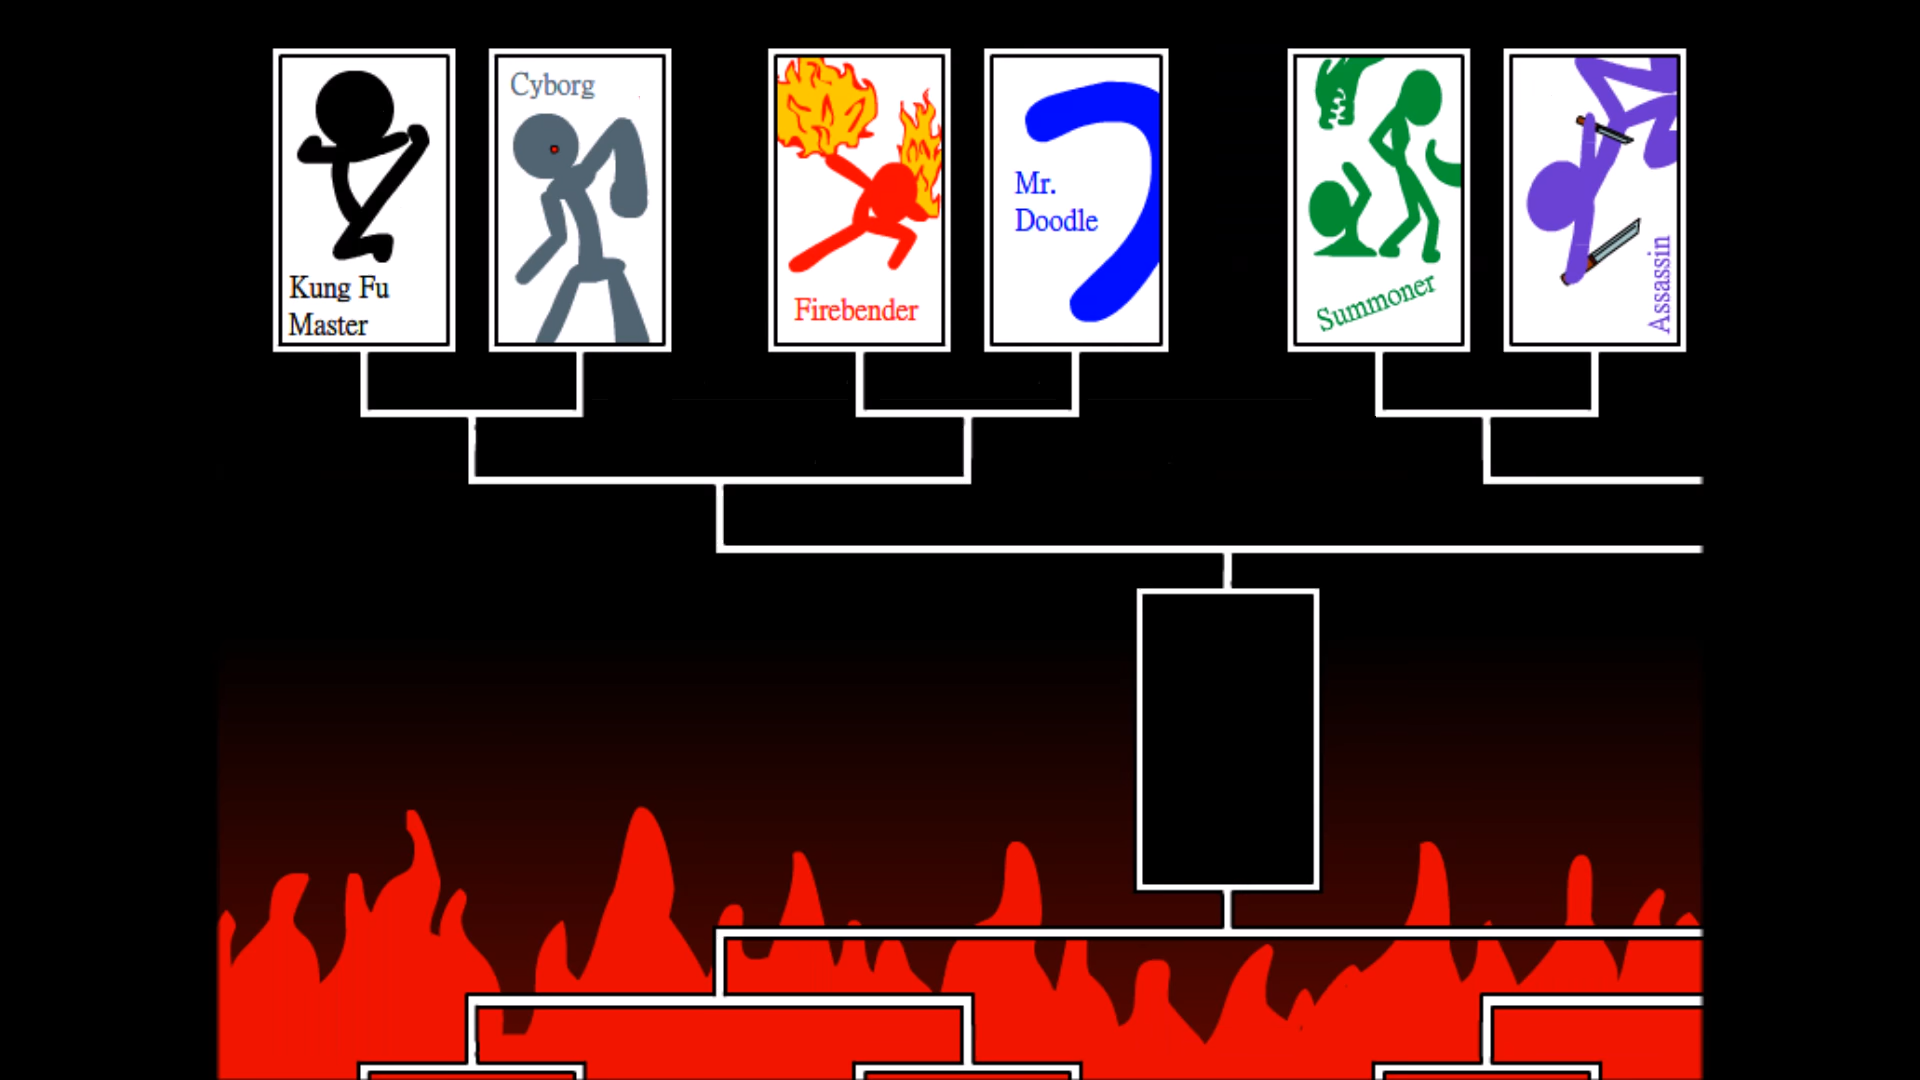 Kung Fu
Master
Cyborg
Firebender
Mr.
Doodle
Summoner
Assassin